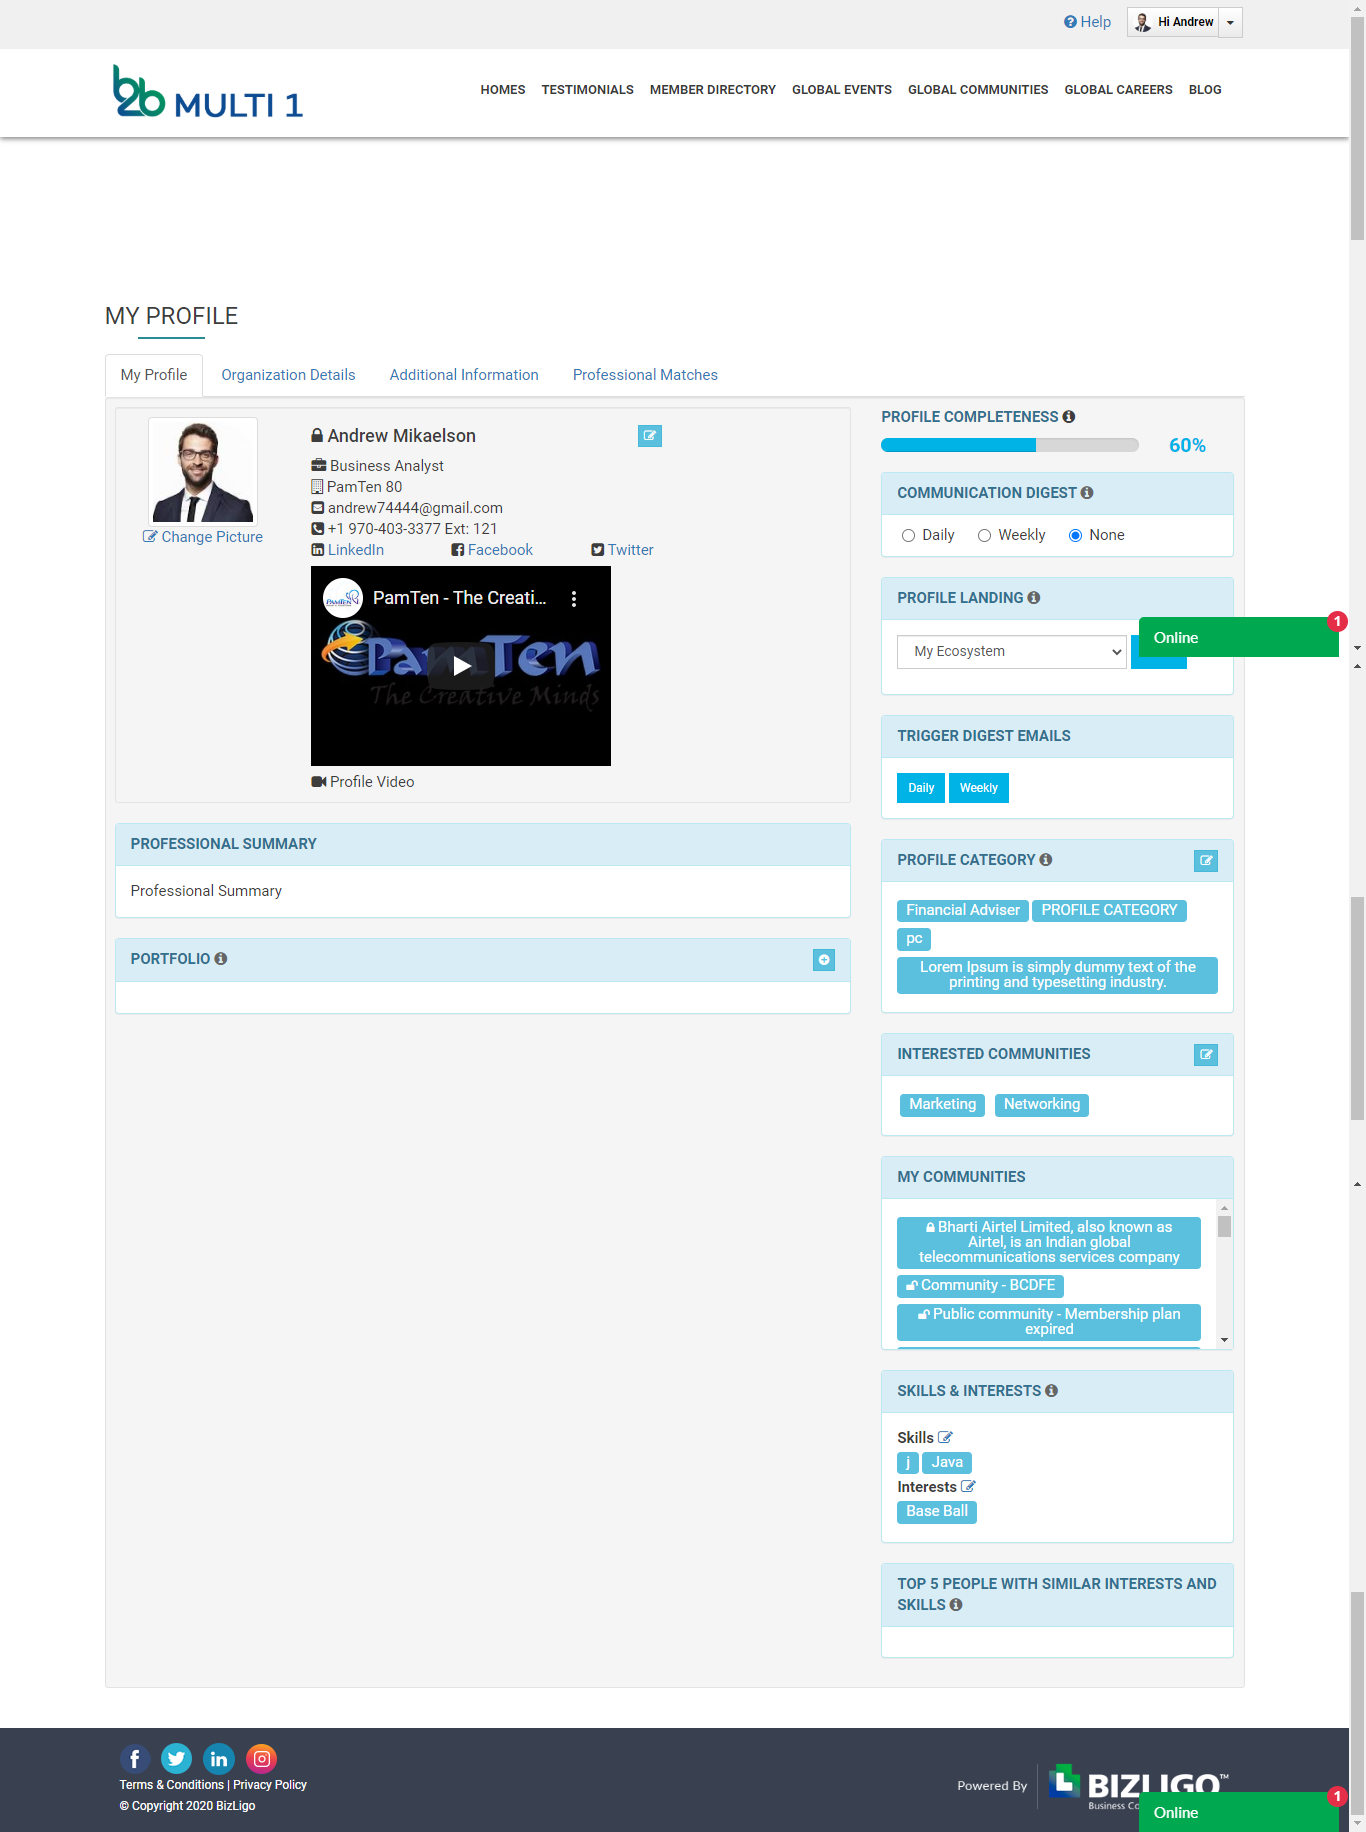 Help
Hi Andrew
b2b MULTI 1
HOMES TESTIMONIALS MEMBER DIRECTORY GLOBAL EVENTS GLOBAL COMMUNITIES GLOBAL CAREERS BLOG
MY PROFILE
My Profile Organization Details Additional Information Professional Matches
Andrew Mikaelson
Business Analyst
PamTen 80
andrew74444@gmail.com
+1 970-403-3377 Ext: 121
LinkedIn Facebook Twitter
Change Picture
PAMTEN
PamTen - The Creati...
PamTen
The Creative Minds
Profile Video
PROFESSIONAL SUMMARY
Professional Summary
PORTFOLIO
PROFILE COMPLETENESS
60%
COMMUNICATION DIGEST
Daily Weekly None
PROFILE LANDING
My Ecosystem
Online
1
TRIGGER DIGEST EMAILS
Daily Weekly
PROFILE CATEGORY
Financial Adviser PROFILE CATEGORY
pc
Lorem Ipsum is simply dummy text of the
printing and typesetting industry.
INTERESTED COMMUNITIES
Marketing Networking
MY COMMUNITIES
Bharti Airtel Limited, also known as
Airtel, is an Indian global
telecommunications services company
Community - BCDFE
Public community - Membership plan
expired
SKILLS & INTERESTS
Skills
j Java
Interests
Base Ball
TOP 5 PEOPLE WITH SIMILAR INTERESTS AND
SKILLS
Terms & Conditions | Privacy Policy
© Copyright 2020 BizLigo
Powered By
BIZLIGO™
Business
Online
1